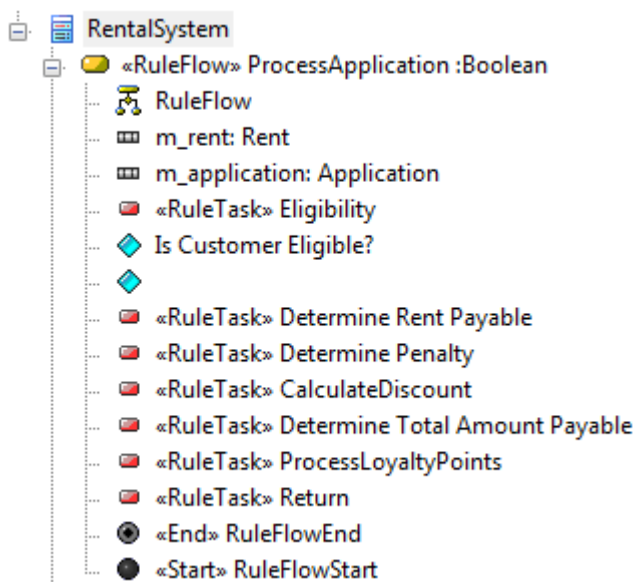 RentalSystem
«RuleFlow» ProcessApplication :Boolean
RuleFlow
m_rent: Rent
m_application: Application
«RuleTask» Eligibility
Is Customer Eligible?
«RuleTask» Determine Rent Payable
«RuleTask» Determine Penalty
«RuleTask» CalculateDiscount
«RuleTask» Determine Total Amount Payable
«RuleTask» ProcessLoyaltyPoints
«RuleTask» Return
«End» RuleFlowEnd
«Start» RuleFlowStart